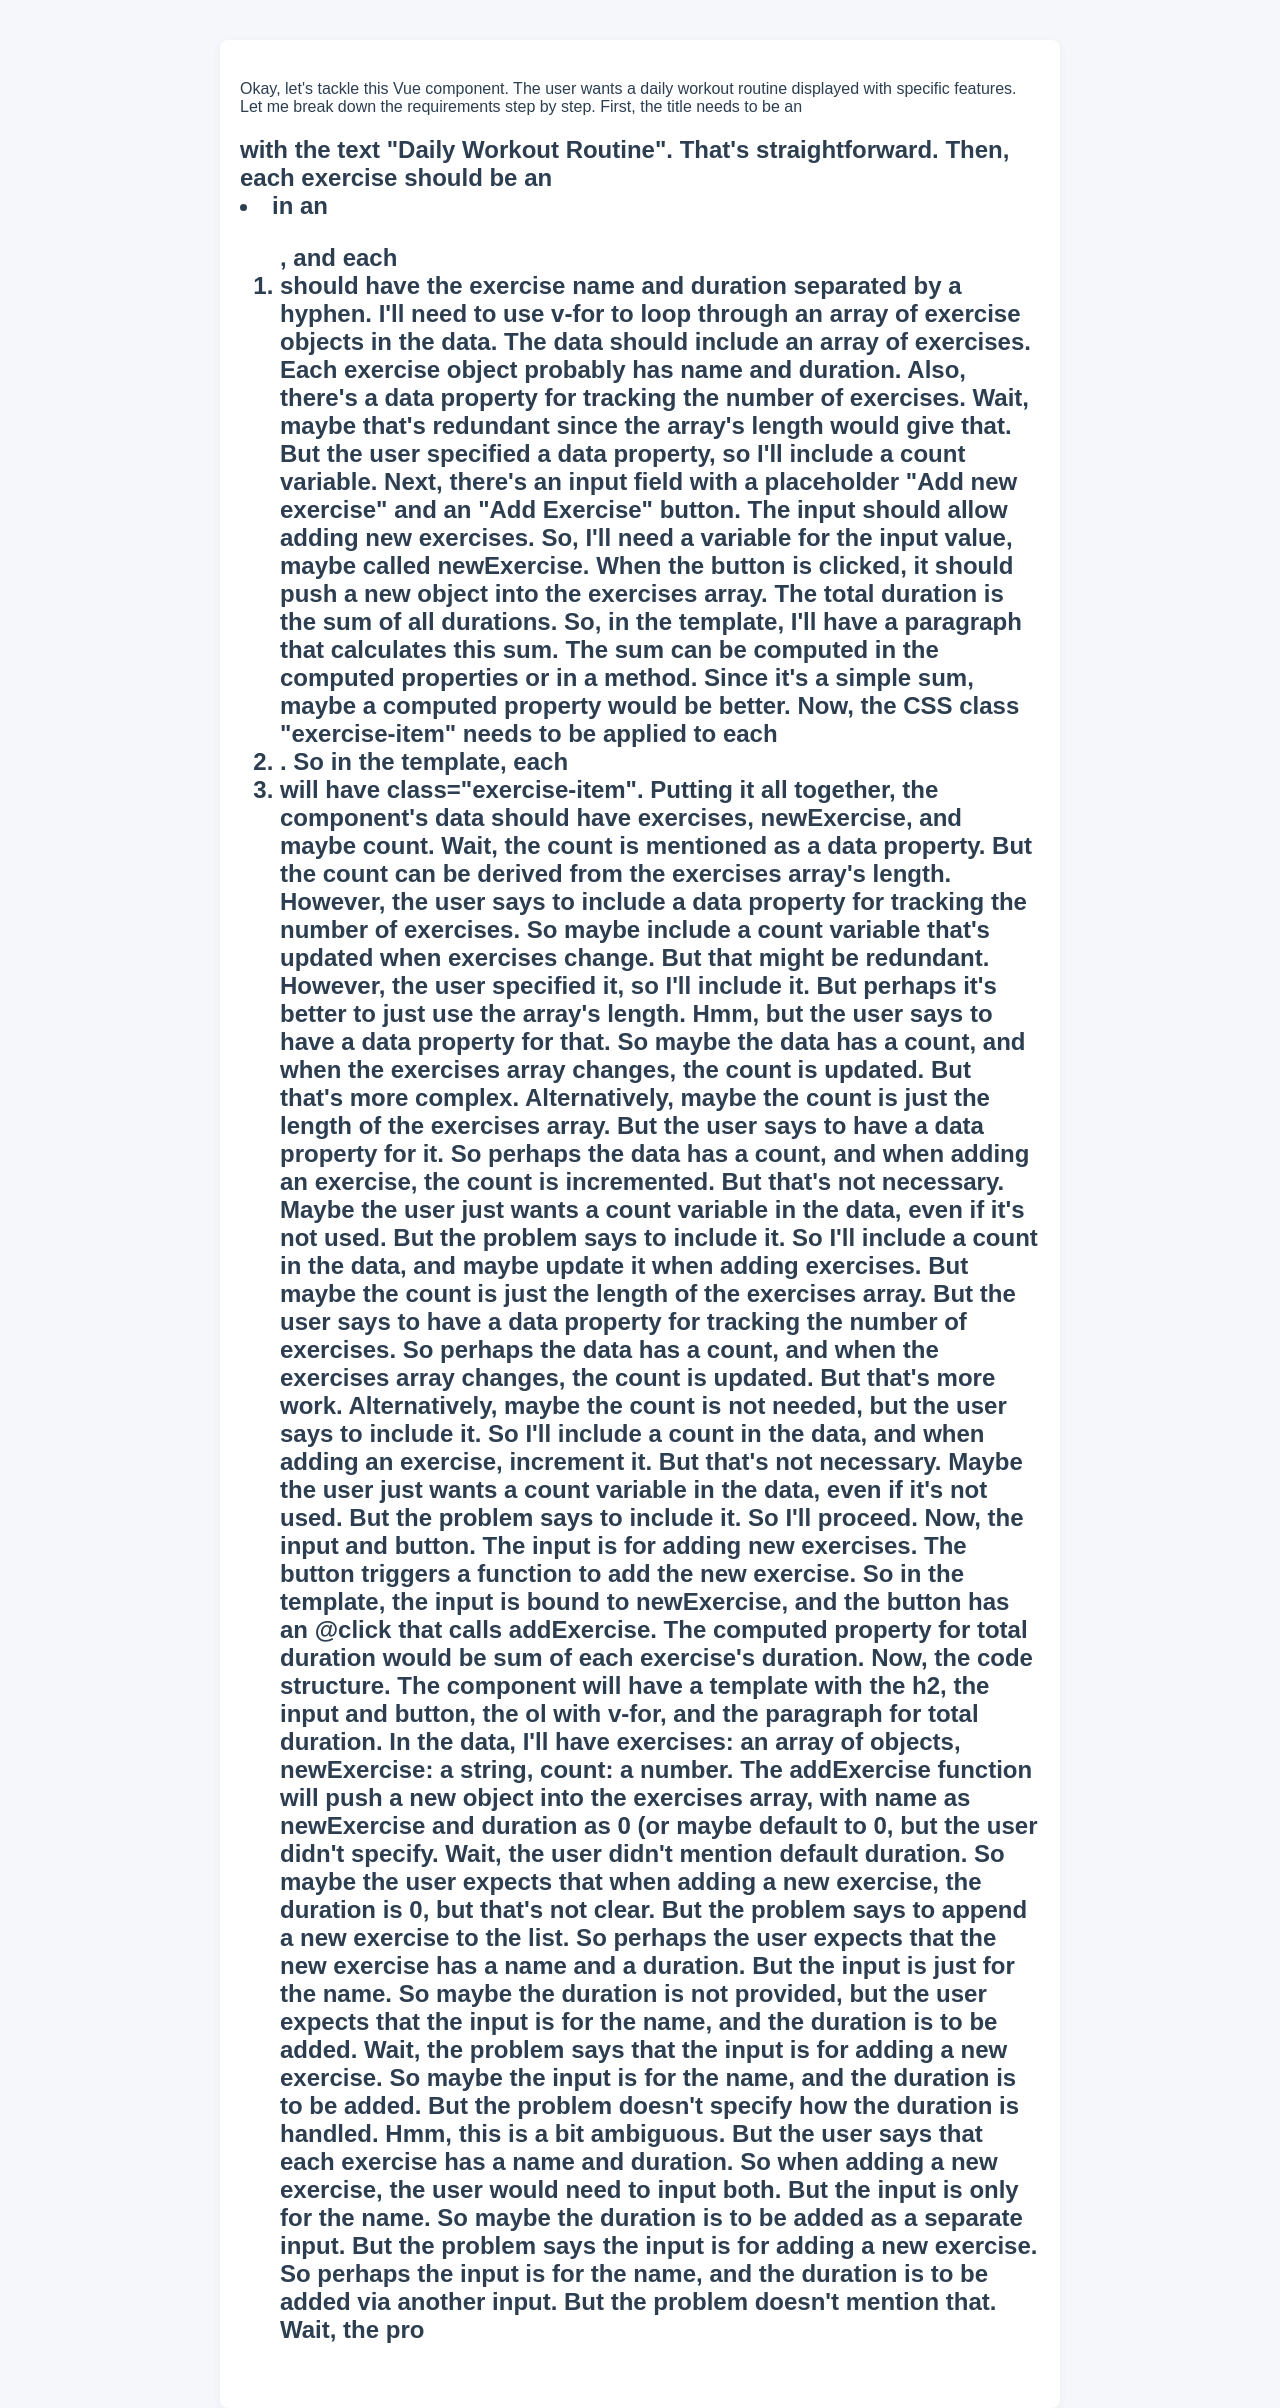 Okay, let's tackle this Vue component. The user wants a daily workout routine displayed with specific features.
Let me break down the requirements step by step. First, the title needs to be an
with the text "Daily Workout Routine". That's straightforward. Then,
each exercise should be an
• in an
, and each
1. should have the exercise name and duration separated by a
hyphen. I'll need to use v-for to loop through an array of exercise
objects in the data. The data should include an array of exercises.
Each exercise object probably has name and duration. Also,
there's a data property for tracking the number of exercises. Wait,
maybe that's redundant since the array's length would give that.
But the user specified a data property, so I'll include a count
variable. Next, there's an input field with a placeholder "Add new
exercise" and an "Add Exercise" button. The input should allow
adding new exercises. So, I'll need a variable for the input value,
maybe called newExercise. When the button is clicked, it should
push a new object into the exercises array. The total duration is
the sum of all durations. So, in the template, I'll have a paragraph
that calculates this sum. The sum can be computed in the
computed properties or in a method. Since it's a simple sum,
maybe a computed property would be better. Now, the CSS class
"exercise-item" needs to be applied to each
2. . So in the template, each
3. will have class="exercise-item". Putting it all together, the
component's data should have exercises, newExercise, and
maybe count. Wait, the count is mentioned as a data property. But
the count can be derived from the exercises array's length.
However, the user says to include a data property for tracking the
number of exercises. So maybe include a count variable that's
updated when exercises change. But that might be redundant.
However, the user specified it, so I'll include it. But perhaps it's
better to just use the array's length. Hmm, but the user says to
have a data property for that. So maybe the data has a count, and
when the exercises array changes, the count is updated. But
that's more complex. Alternatively, maybe the count is just the
length of the exercises array. But the user says to have a data
property for it. So perhaps the data has a count, and when adding
an exercise, the count is incremented. But that's not necessary.
Maybe the user just wants a count variable in the data, even if it's
not used. But the problem says to include it. So I'll include a count
in the data, and maybe update it when adding exercises. But
maybe the count is just the length of the exercises array. But the
user says to have a data property for tracking the number of
exercises. So perhaps the data has a count, and when the
exercises array changes, the count is updated. But that's more
work. Alternatively, maybe the count is not needed, but the user
says to include it. So I'll include a count in the data, and when
adding an exercise, increment it. But that's not necessary. Maybe
the user just wants a count variable in the data, even if it's not
used. But the problem says to include it. So I'll proceed. Now, the
input and button. The input is for adding new exercises. The
button triggers a function to add the new exercise. So in the
template, the input is bound to newExercise, and the button has
an @click that calls addExercise. The computed property for total
duration would be sum of each exercise's duration. Now, the code
structure. The component will have a template with the h2, the
input and button, the ol with v-for, and the paragraph for total
duration. In the data, I'll have exercises: an array of objects,
newExercise: a string, count: a number. The addExercise function
will push a new object into the exercises array, with name as
newExercise and duration as 0 (or maybe default to 0, but the user
didn't specify. Wait, the user didn't mention default duration. So
maybe the user expects that when adding a new exercise, the
duration is 0, but that's not clear. But the problem says to append
a new exercise to the list. So perhaps the user expects that the
new exercise has a name and a duration. But the input is just for
the name. So maybe the duration is not provided, but the user
expects that the input is for the name, and the duration is to be
added. Wait, the problem says that the input is for adding a new
exercise. So maybe the input is for the name, and the duration is
to be added. But the problem doesn't specify how the duration is
handled. Hmm, this is a bit ambiguous. But the user says that
each exercise has a name and duration. So when adding a new
exercise, the user would need to input both. But the input is only
for the name. So maybe the duration is to be added as a separate
input. But the problem says the input is for adding a new exercise.
So perhaps the input is for the name, and the duration is to be
added via another input. But the problem doesn't mention that.
Wait, the pro